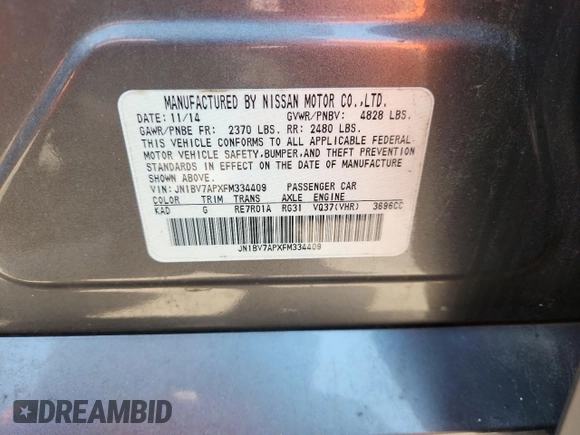 MANUFACTURED BY NISSAN MOTOR CO.,LTD.
DATE: 11/14 GVWR/PNBV: 4828 LBS.
GAWR/PNBE FR: 2370 LBS. RR: 2480 LBS.
THIS VEHICLE CONFORMS TO ALL APPLICABLE FEDERAL
MOTOR VEHICLE SAFETY,BUMPER,AND THEFT PREVENTION
STANDARDS IN EFFECT ON THE DATE OF MANUFACTURE
SHOWN ABOVE.
VIN: JN1BV7APXFM334409 PASSENGER CAR
COLOR TRIM TRANS AXLE ENGINE
KAD G RE7R01A RG31 VQ37(VHR) 3696CC
JN1BV7APXFM334409
DREAMBID